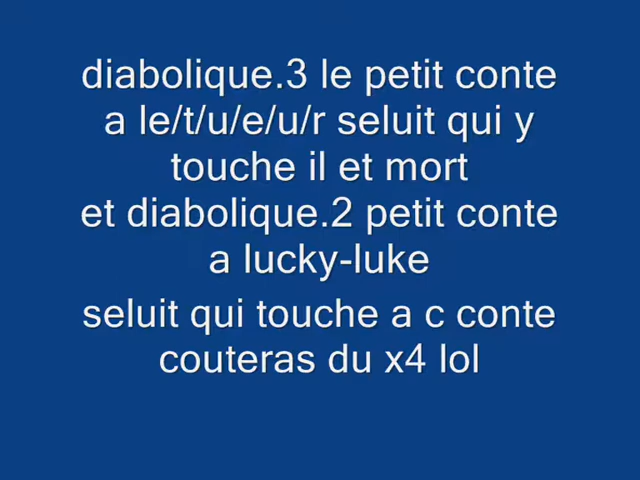 diabolique.3 le petit conte
a le/t/u/e/u/r seluit qui y
touche il et mort
et diabolique.2 petit conte
a lucky-luke
seluit qui touche a c conte
couteras du x4 lol